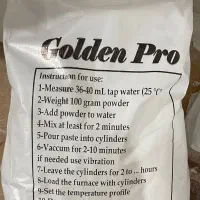 Golden Pro
Instruction for use:
1-Measure 36-40 mL tap water (25 °C
2-Weight 100 gram powder
3-Add powder to water
4-Mix at least for 2 minutes
5-Pour paste into cylinders
6-Vaccum for 2-10 minutes
if needed use vibration
7-Leave the cylinders for 2 to ... hours
8-Load the furnace with cylinders
9-Set the temperature profile